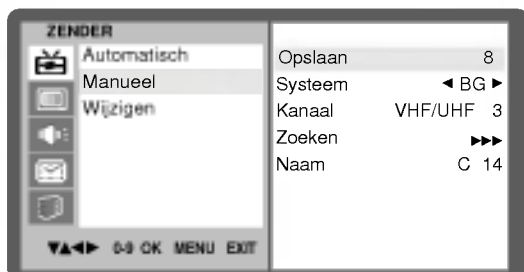 ZENDER
Automatisch
Manueel
Wijzigen
▼▲◄► 0-9 OK MENU EXIT
Opslaan 8
Systeem ◄ BG ►
Kanaal VHF/UHF 3
Zoeken ►►►
Naam C 14